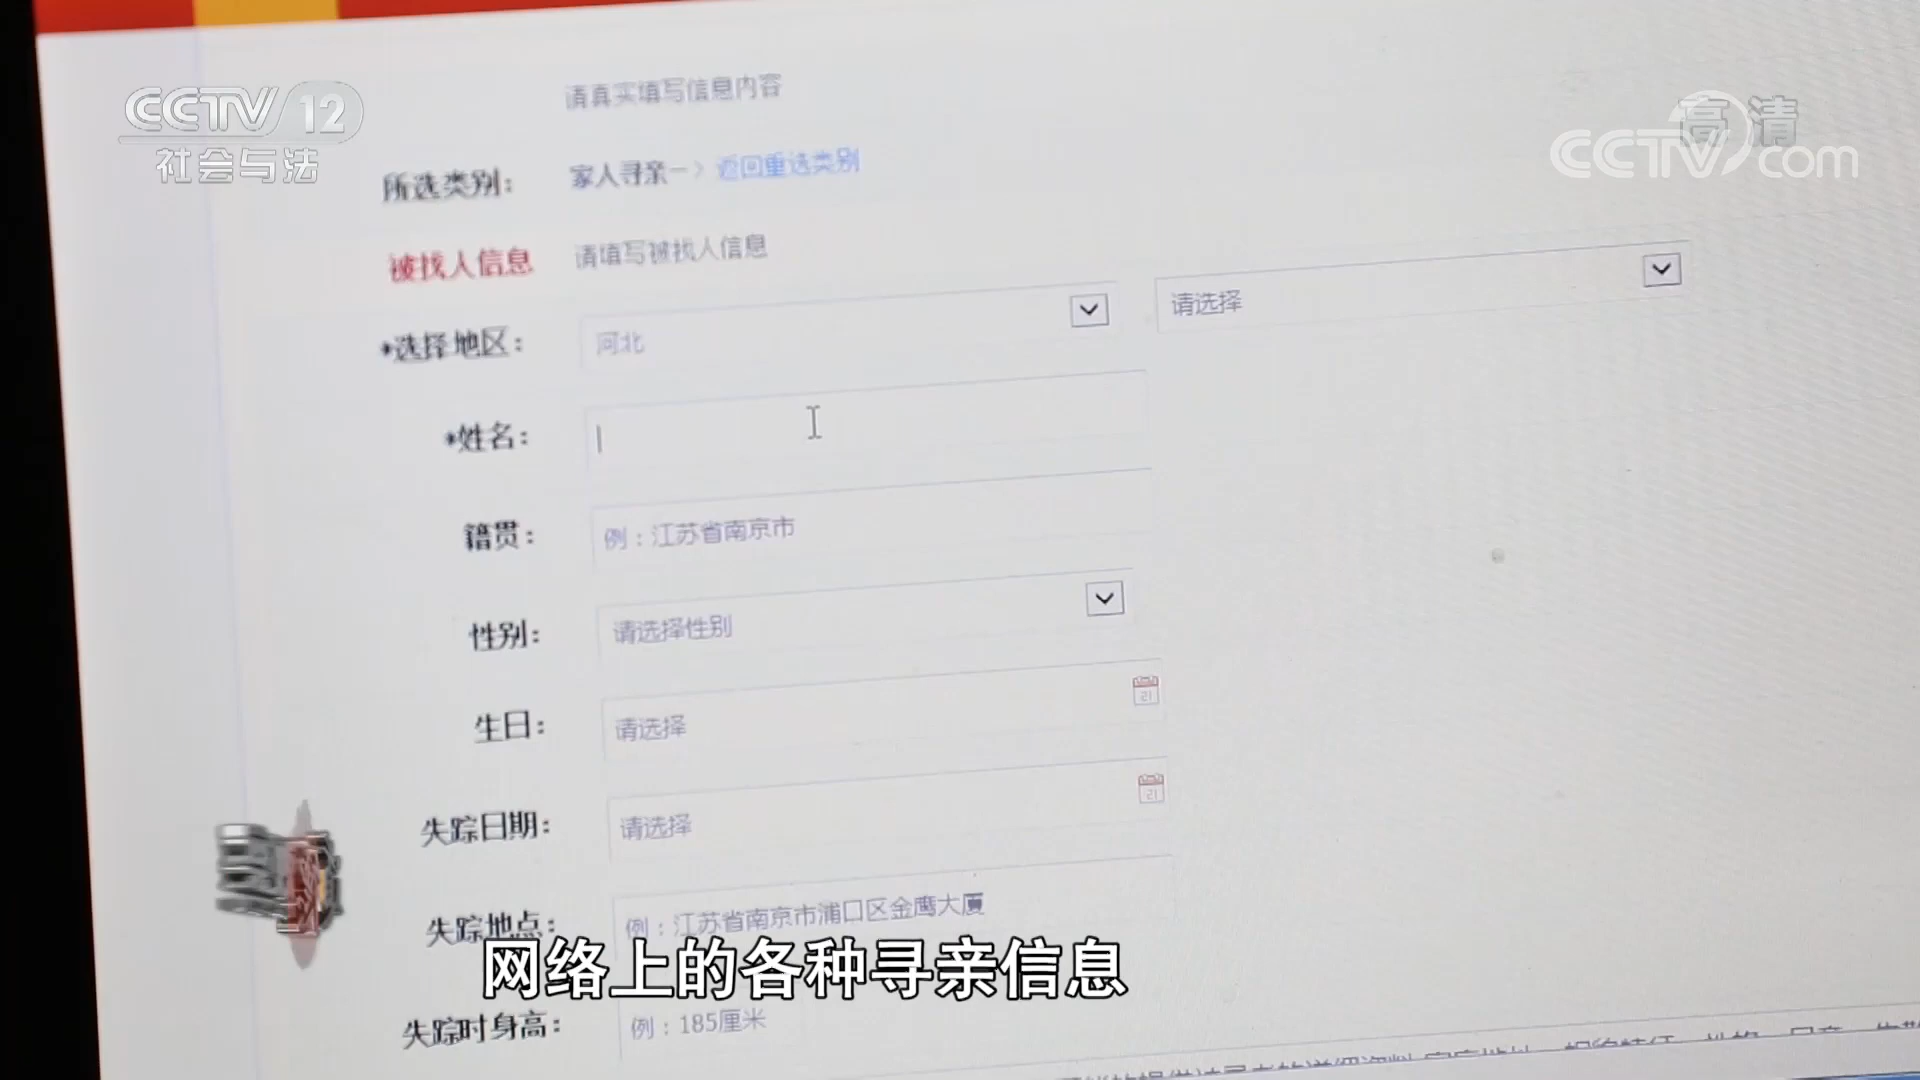 CCTV 12
社会与法
高清
CCTV com
请真实填写信息内容
所选类别： 家人寻亲-> 返回重选类别
被找人信息 请填写被找人信息
*选择地区： 河北 请选择
*姓名：
籍贯： 例：江苏省南京市
性别： 请选择性别
生日： 请选择
21
失踪日期： 请选择
21
失踪地点： 例：江苏省南京市浦口区金鹰大厦
网络上的各种寻亲信息
失踪时身高： 例：185厘米